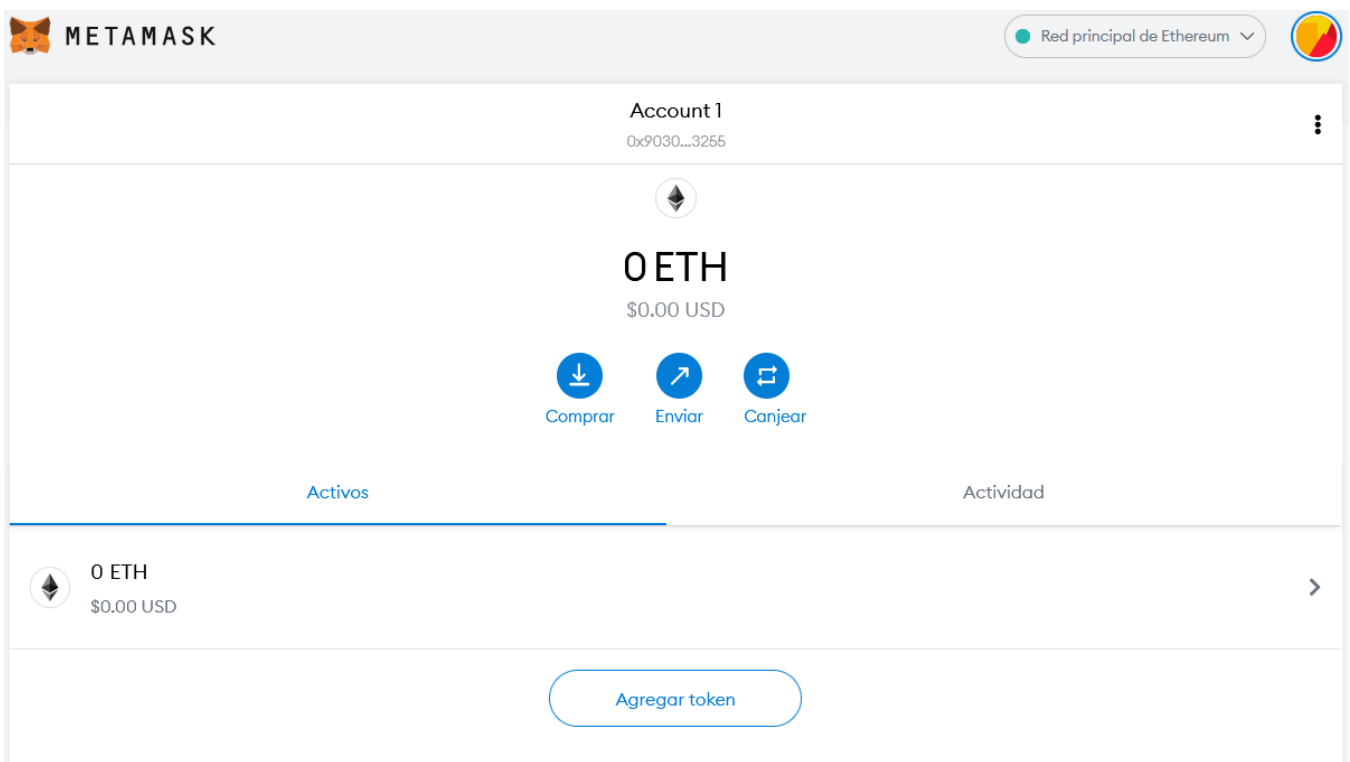 METAMASK
Red principal de Ethereum
Account 1
0x9030...3255
0 ETH
$0.00 USD
Comprar Enviar Canjear
Activos Actividad
0 ETH
$0.00 USD
Agregar token